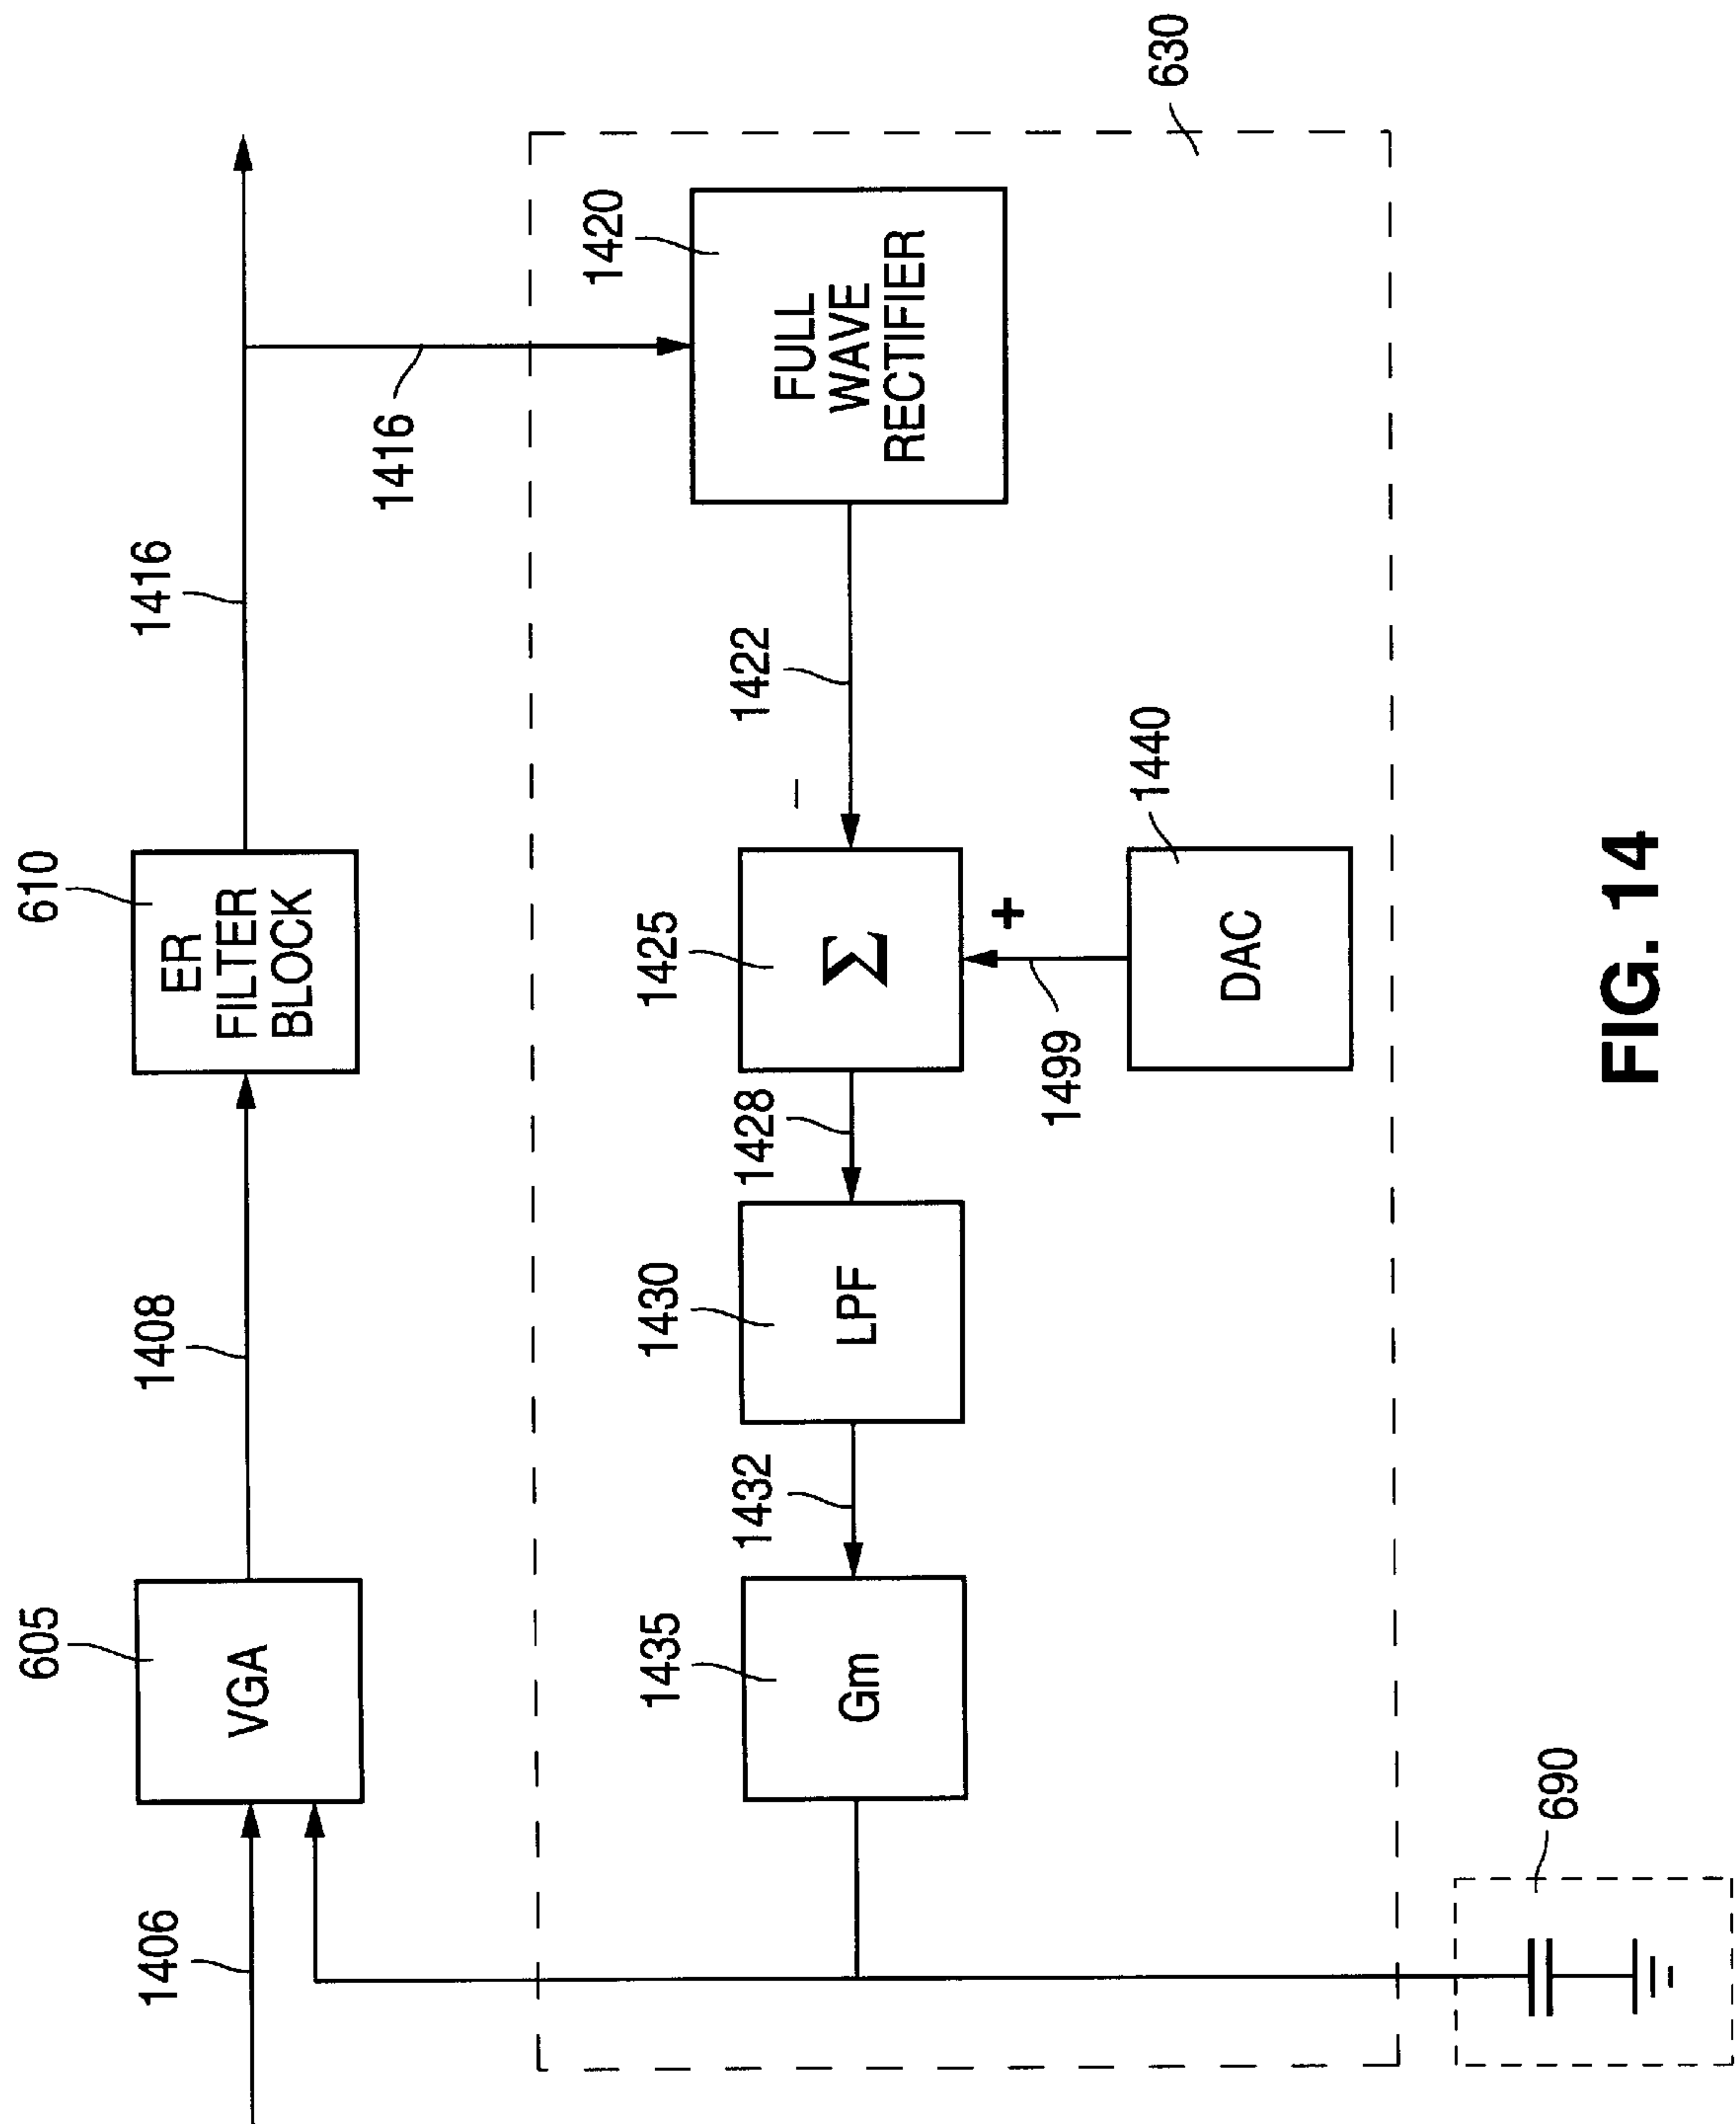 1406
605
VGA
1408
610
ER
FILTER
BLOCK
1416
1416
630
1435
Gm
1432
1430
LPF
1428
1425
Σ
−
1422
1420
FULL
WAVE
RECTIFIER
+
1499
1440
DAC
690
FIG. 14